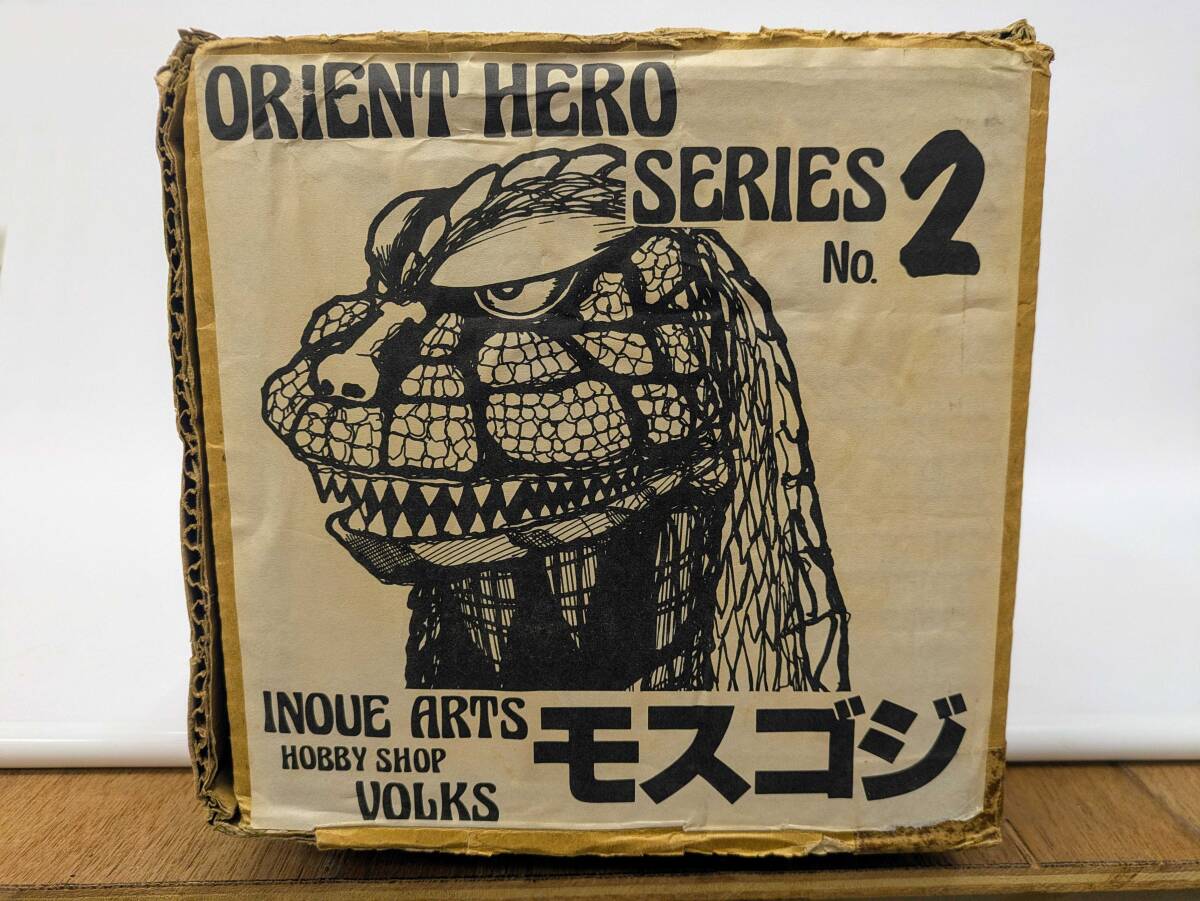 ORIENT HERO
SERIES
No. 2
INOUE ARTS
HOBBY SHOP
VOLKS
モスゴジ